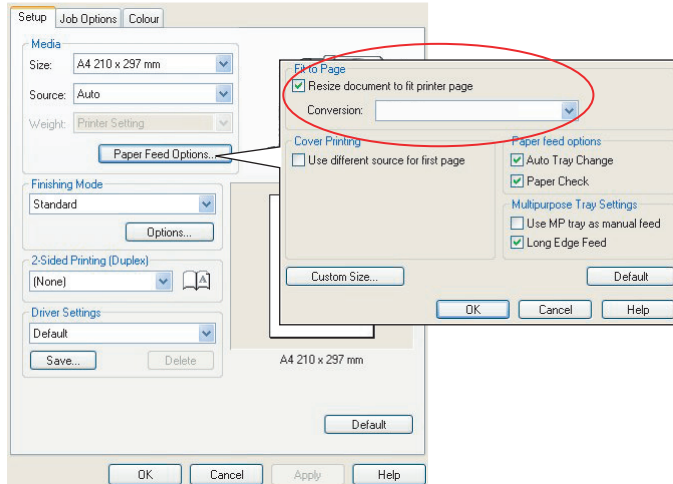 Setup Job Options Colour
Media
Size: A4 210 x 297 mm
Source: Auto
Weight: Printer Setting
Paper Feed Options...
Finishing Mode
Standard
Options...
2-Sided Printing (Duplex)
(None)
A
Driver Settings
Default
Save... Delete
A4 210 x 297 mm
Default
OK Cancel Apply Help
Fit to Page
Resize document to fit printer page
Conversion:
Cover Printing
Use different source for first page
Paper feed options
Auto Tray Change
Paper Check
Multipurpose Tray Settings
Use MP tray as manual feed
Long Edge Feed
Custom Size... Default
OK Cancel Help